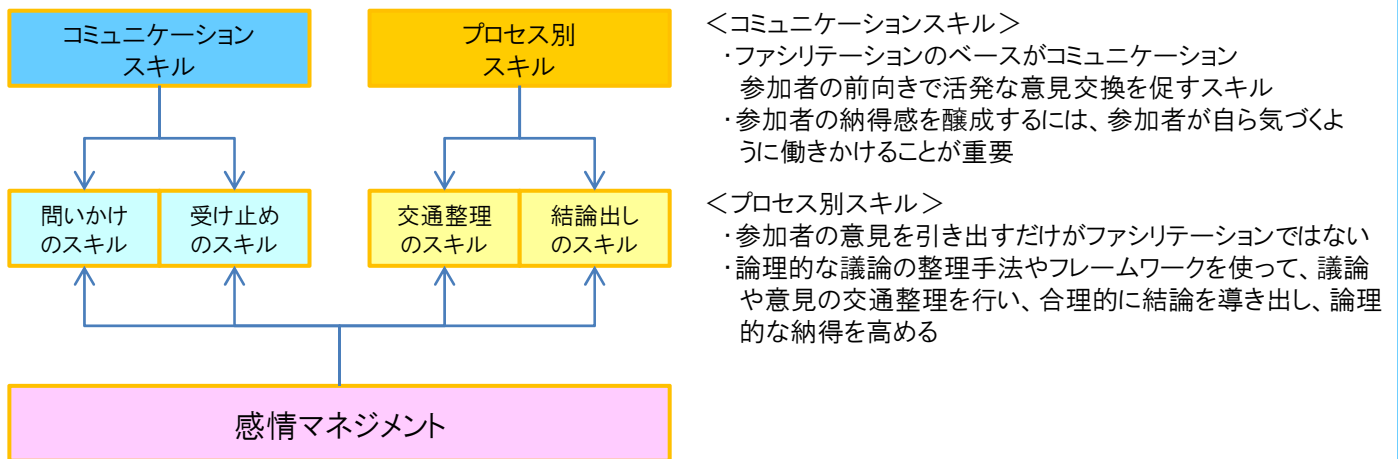 コミュニケーション
スキル
プロセス別
スキル
問いかけ
のスキル
受け止め
のスキル
交通整理
のスキル
結論出し
のスキル
感情マネジメント
＜コミュニケーションスキル＞
・ファシリテーションのベースがコミュニケーション
参加者の前向きで活発な意見交換を促すスキル
・参加者の納得感を醸成するには、参加者が自ら気づくよ
うに働きかけることが重要
＜プロセス別スキル＞
・参加者の意見を引き出すだけがファシリテーションではない
・論理的な議論の整理手法やフレームワークを使って、議論
や意見の交通整理を行い、合理的に結論を導き出し、論理
的な納得を高める